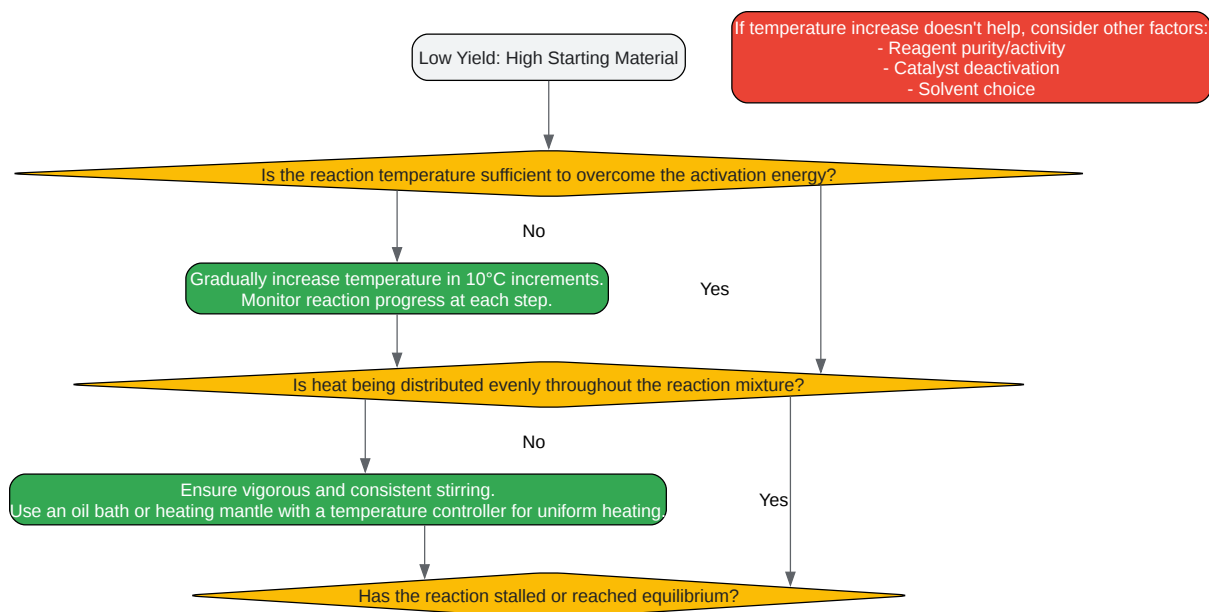 If temperature increase doesn't help, consider other factors:
- Reagent purity/activity
- Catalyst deactivation
- Solvent choice
Low Yield: High Starting Material
Is the reaction temperature sufficient to overcome the activation energy?
No
Gradually increase temperature in 10°C increments.
Monitor reaction progress at each step.
Yes
Is heat being distributed evenly throughout the reaction mixture?
No
Ensure vigorous and consistent stirring.
Use an oil bath or heating mantle with a temperature controller for uniform heating.
Yes
Has the reaction stalled or reached equilibrium?